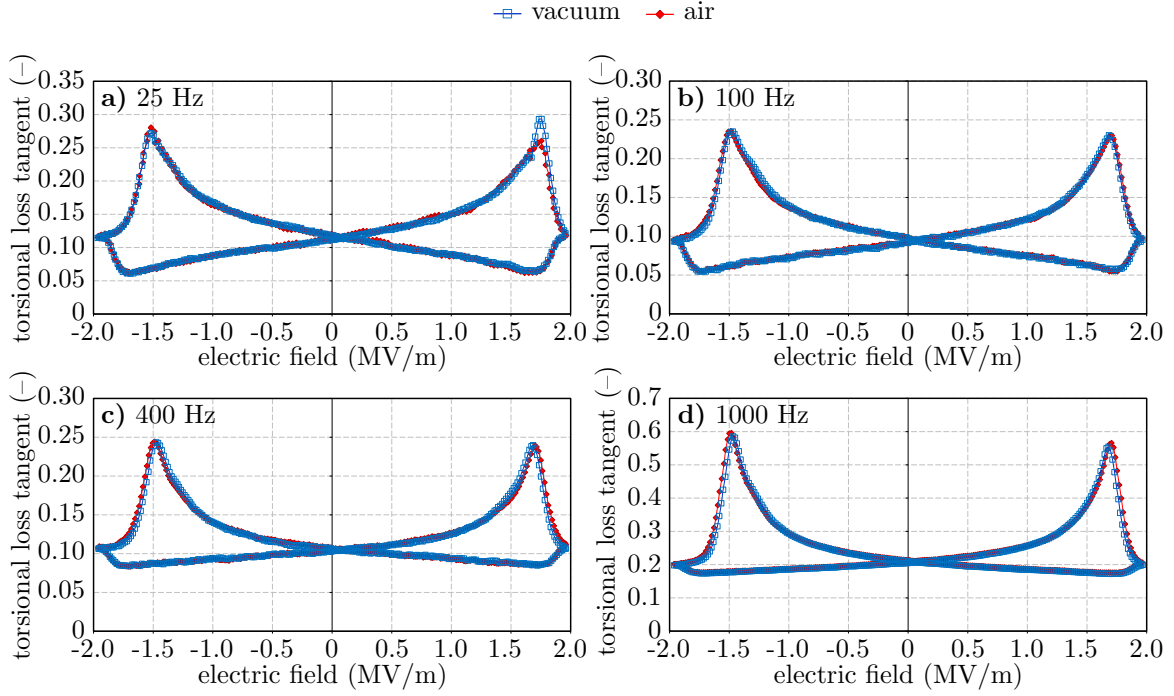 vacuum air
torsional loss tangent (–)
0.35
0.30
0.25
0.20
0.15
0.10
0.05
0
a) 25 Hz
-2.0 -1.5 -1.0 -0.5 0 0.5 1.0 1.5 2.0
electric field (MV/m)
torsional loss tangent (–)
0.30
0.25
0.20
0.15
0.10
0.05
0
b) 100 Hz
-2.0 -1.5 -1.0 -0.5 0 0.5 1.0 1.5 2.0
electric field (MV/m)
torsional loss tangent (–)
0.30
0.25
0.20
0.15
0.10
0.05
0
c) 400 Hz
-2.0 -1.5 -1.0 -0.5 0 0.5 1.0 1.5 2.0
electric field (MV/m)
torsional loss tangent (–)
0.7
0.6
0.5
0.4
0.3
0.2
0.1
0
d) 1000 Hz
-2.0 -1.5 -1.0 -0.5 0 0.5 1.0 1.5 2.0
electric field (MV/m)